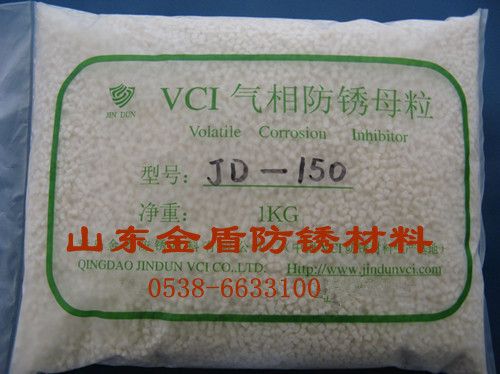 JIN DUN
VCI 气相防锈母粒
Volatile Corrosion Inhibitor
型号: JD-150
净重: 1KG
山东金盾防锈材料
QINGDAO JINDUN VCI CO.,LTD. Http://www.jindunvci.com
0538-6633100